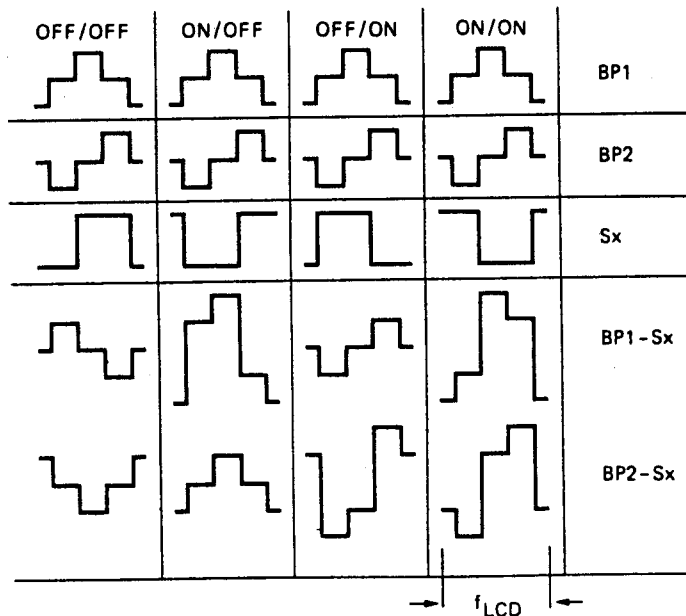 OFF/OFF ON/OFF OFF/ON ON/ON
BP1
BP2
Sx
BP1-Sx
BP2-Sx
fLCD